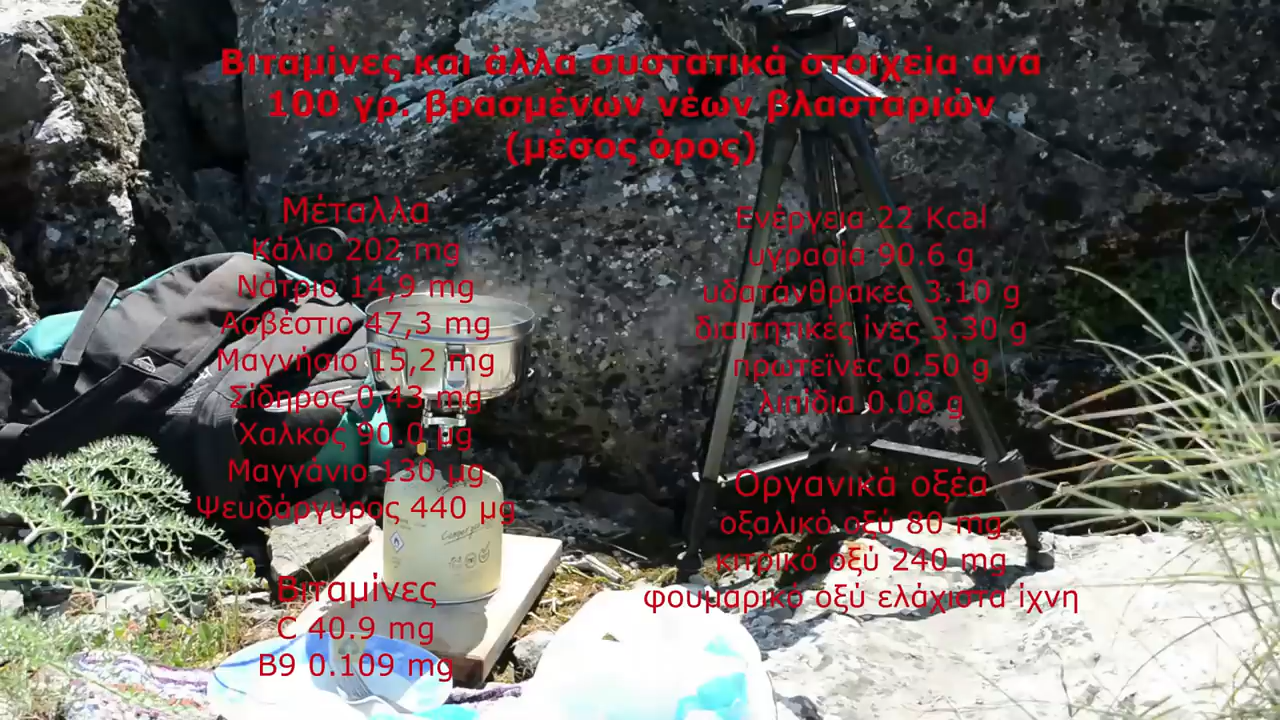 Βιταμίνες και άλλα συστατικά στοιχεία ανα
100 γρ. βρασμένων νέων βλασταριών
(μέσος όρος)
Μέταλλα
Κάλιο 202 mg
Νάτριο 14,9 mg
Ασβέστιο 47,3 mg
Μαγνήσιο 15,2 mg
Σίδηρος 0,43 mg
Χαλκός 90.0 μg
Μαγγάνιο 130 μg
Ψευδάργυρος 440 μg
Βιταμίνες
C 40.9 mg
B9 0.109 mg
Ενέργεια 22 Kcal
υγρασία 90.6 g
υδατάνθρακες 3.10 g
διαιτητικές ίνες 3.30 g
πρωτεϊνες 0.50 g
λιπίδια 0.08 g
Οργανικά οξέα
οξαλικό οξύ 80 mg
κιτρικό οξύ 240 mg
φουμαρικό οξύ ελάχιστα ίχνη